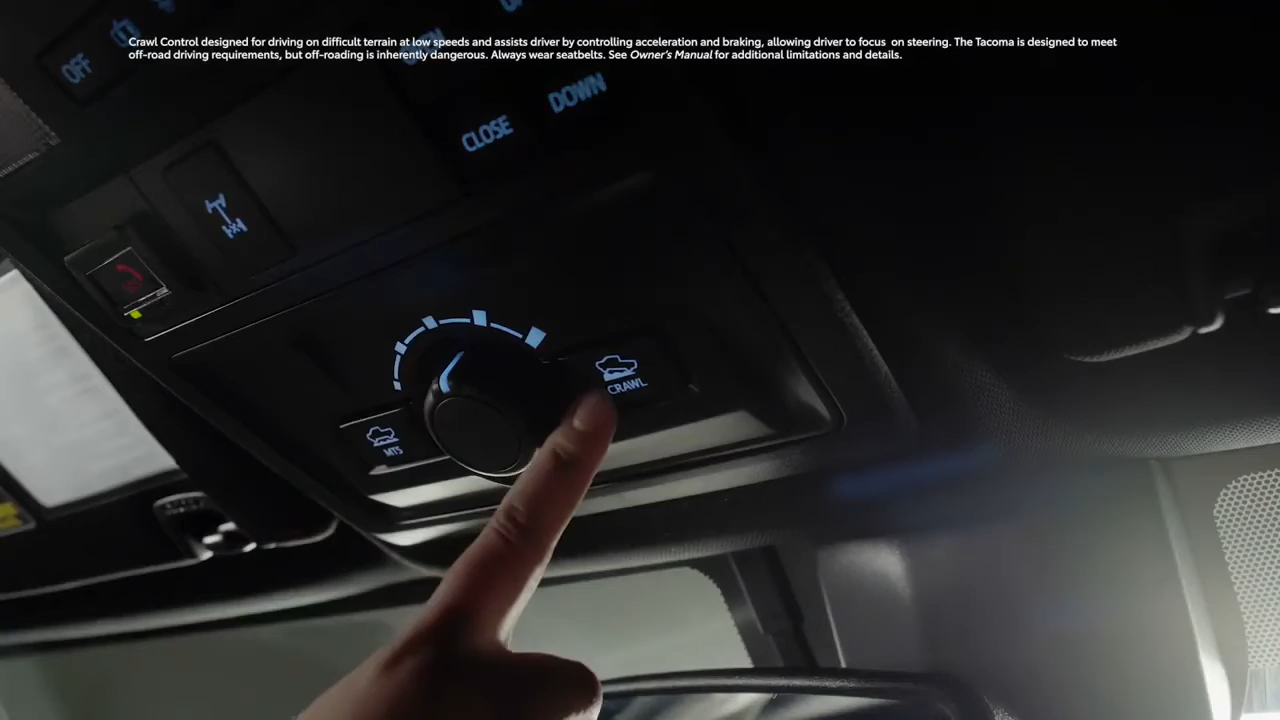 Crawl Control designed for driving on difficult terrain at low speeds and assists driver by controlling acceleration and braking, allowing driver to focus on steering. The Tacoma is designed to meet
off-road driving requirements, but off-roading is inherently dangerous. Always wear seatbelts. See Owner's Manual for additional limitations and details.
OFF
DOWN
CLOSE
CRAWL
MTS